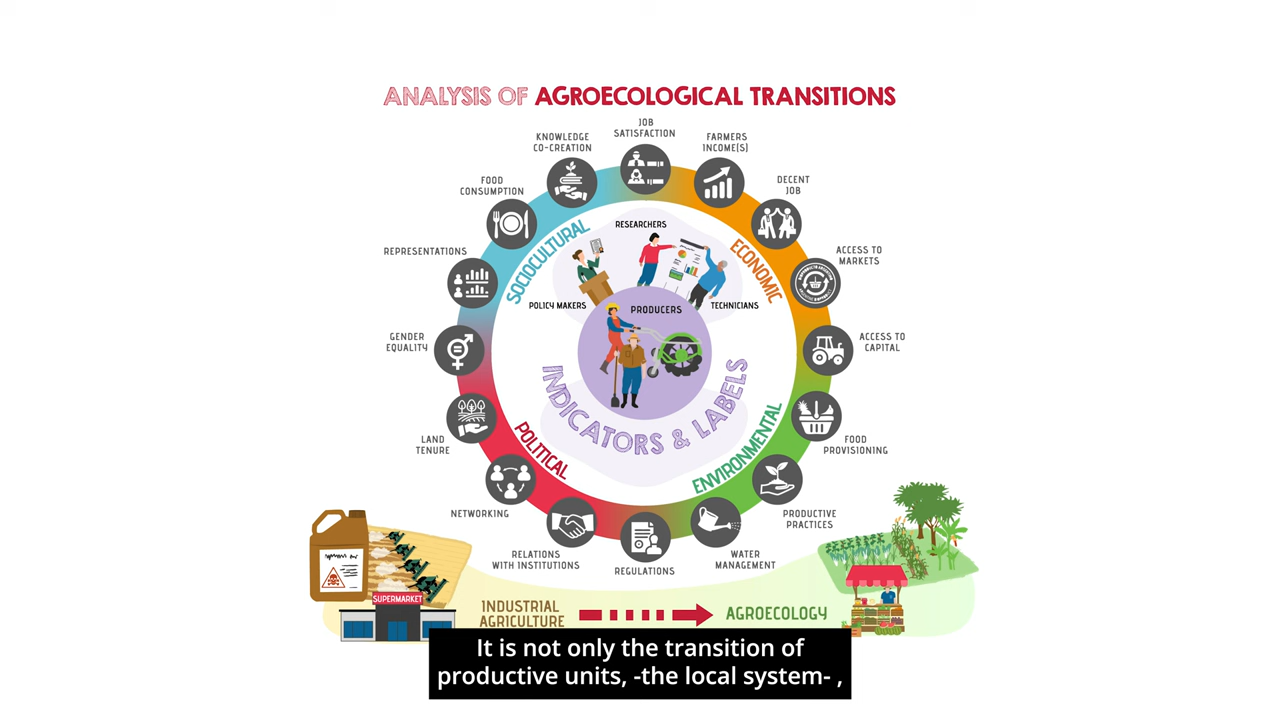 ANALYSIS OF AGROECOLOGICAL TRANSITIONS
JOB
SATISFACTION
KNOWLEDGE
CO-CREATION
FARMERS
INCOME(S)
FOOD
CONSUMPTION
DECENT
JOB
REPRESENTATIONS
ACCESS TO
MARKETS
GENDER
EQUALITY
ACCESS TO
CAPITAL
LAND
TENURE
FOOD
PROVISIONING
NETWORKING
PRODUCTIVE
PRACTICES
RELATIONS
WITH INSTITUTIONS
REGULATIONS
WATER
MANAGEMENT
SOCIOCULTURAL
ECONOMIC
POLITICAL
ENVIRONMENTAL
RESEARCHERS
POLICY MAKERS
TECHNICIANS
PRODUCERS
INDICATORS & LABELS
SUPERMARKET
INDUSTRIAL
AGRICULTURE
AGROECOLOGY
It is not only the transition of
productive units, -the local system- ,